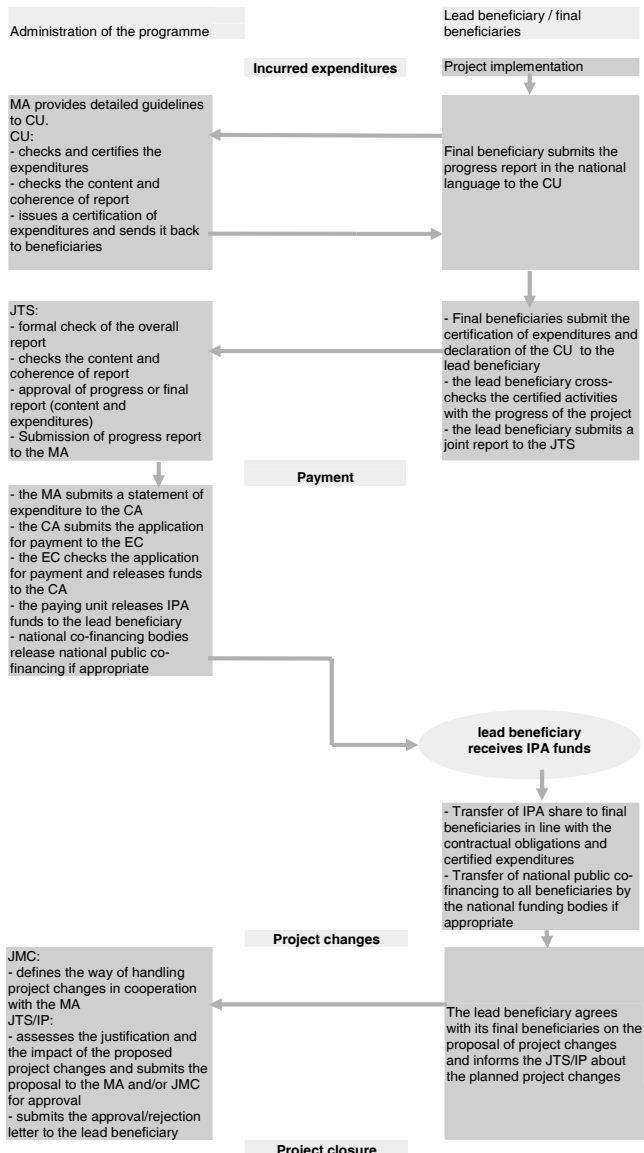 Administration of the programme
Lead beneficiary / final
beneficiaries
Incurred expenditures
Project implementation
MA provides detailed guidelines
to CU.
CU:
- checks and certifies the
expenditures
- checks the content and
coherence of report
- issues a certification of
expenditures and sends it back
to beneficiaries
Final beneficiary submits the
progress report in the national
language to the CU
JTS:
- formal check of the overall
report
- checks the content and
coherence of report
- approval of progress or final
report (content and
expenditures)
- Submission of progress report
to the MA
- Final beneficiaries submit the
certification of expenditures and
declaration of the CU to the
lead beneficiary
- the lead beneficiary cross-
checks the certified activities
with the progress of the project
- the lead beneficiary submits a
joint report to the JTS
Payment
- the MA submits a statement of
expenditure to the CA
- the CA submits the application
for payment to the EC
- the EC checks the application
for payment and releases funds
to the CA
- the paying unit releases IPA
funds to the lead beneficiary
- national co-financing bodies
release national public co-
financing if appropriate
lead beneficiary
receives IPA funds
- Transfer of IPA share to final
beneficiaries in line with the
contractual obligations and
certified expenditures
- Transfer of national public co-
financing to all beneficiaries by
the national funding bodies if
appropriate
Project changes
JMC:
- defines the way of handling
project changes in cooperation
with the MA
JTS/IP:
- assesses the justification and
the impact of the proposed
project changes and submits the
proposal to the MA and/or JMC
for approval
- submits the approval/rejection
letter to the lead beneficiary
The lead beneficiary agrees
with its final beneficiaries on the
proposal of project changes
and informs the JTS/IP about
the planned project changes
Project closure